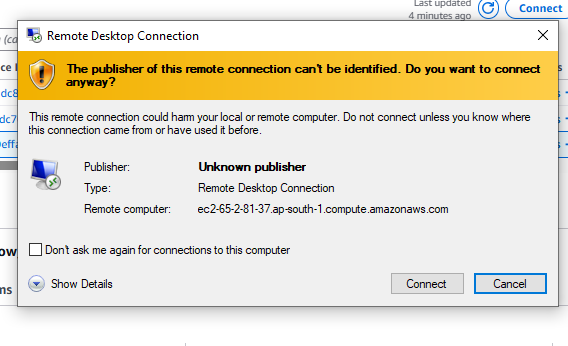 Last updated
4 minutes ago
Connect
Remote Desktop Connection
The publisher of this remote connection can't be identified. Do you want to connect
anyway?
This remote connection could harm your local or remote computer. Do not connect unless you know where
this connection came from or have used it before.
Publisher: Unknown publisher
Type: Remote Desktop Connection
Remote computer: ec2-65-2-81-37.ap-south-1.compute.amazonaws.com
Don't ask me again for connections to this computer
Show Details
Connect
Cancel